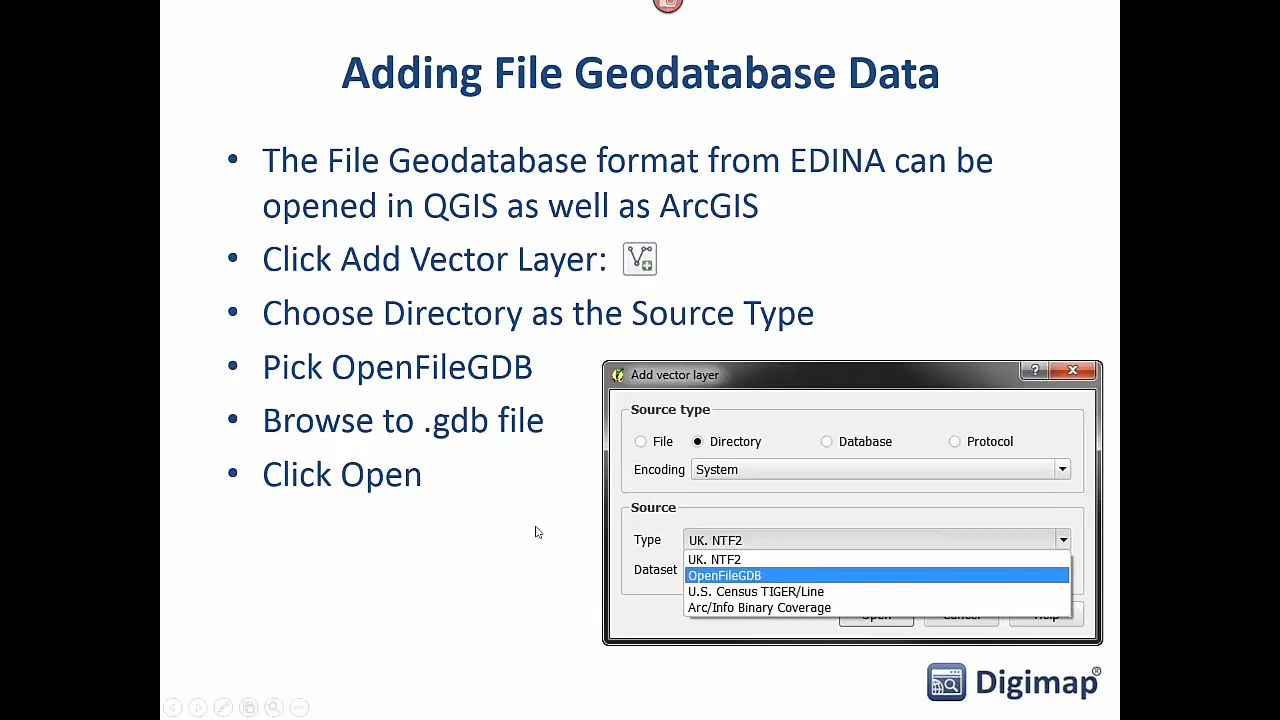 Adding File Geodatabase Data
• The File Geodatabase format from EDINA can be
opened in QGIS as well as ArcGIS
• Click Add Vector Layer:
• Choose Directory as the Source Type
• Pick OpenFileGDB
• Browse to .gdb file
• Click Open
Add vector layer
?
Source type
File Directory Database Protocol
Encoding System
Source
Type UK. NTF2
UK. NTF2
Dataset OpenFileGDB
U.S. Census TIGER/Line
Arc/Info Binary Coverage
Open Cancel Help
Digimap®